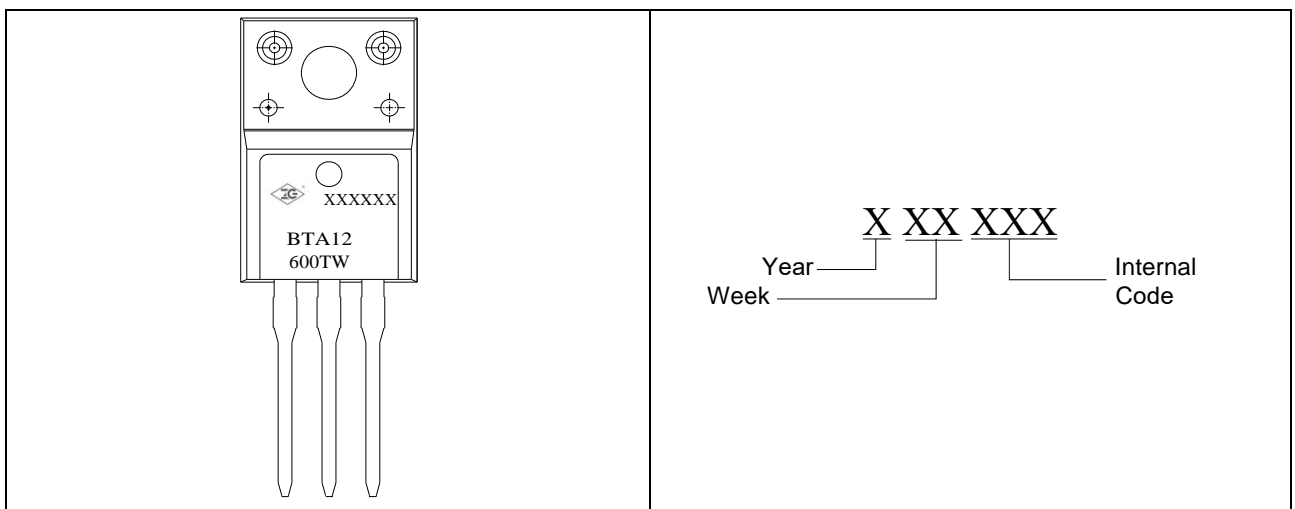 XXXXXX
BTA12
600TW
X XX XXX
Year
Internal
Code
Week